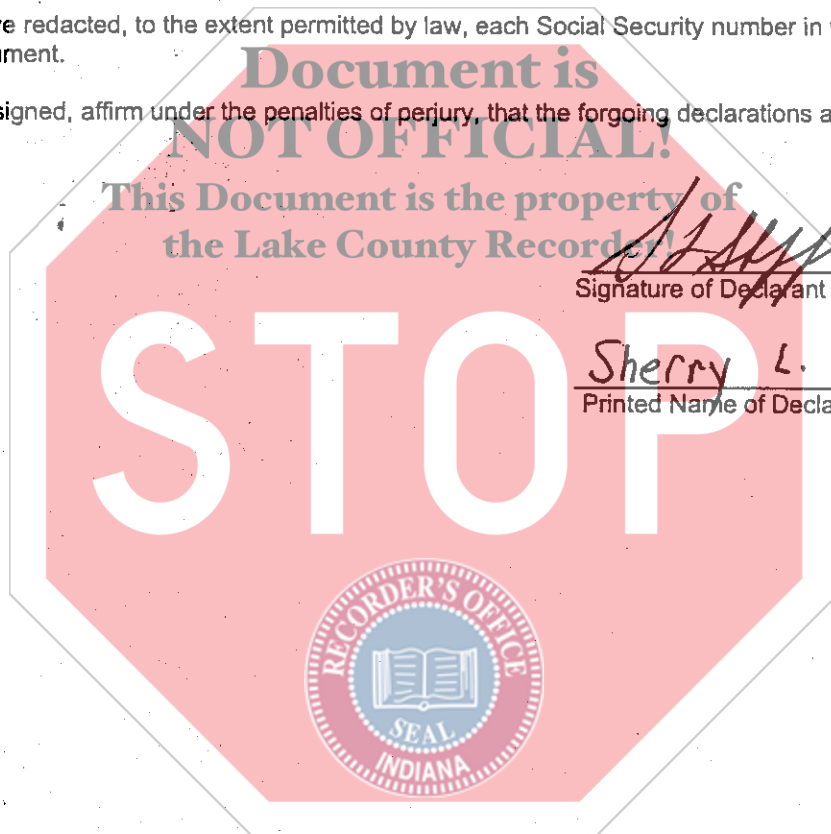 e redacted, to the extent permitted by law, each Social Security number in
ment.
Document is
signed, affirm under the penalties of perjury, that the forgoing declarations a
NOT OFFICIAL!
This Document is the property of
the Lake County Recorder!
Signature of Declarant
STOP
Sherry L.
Printed Name of Decla
RECORDER'S OFFICE
SEAL
INDIANA